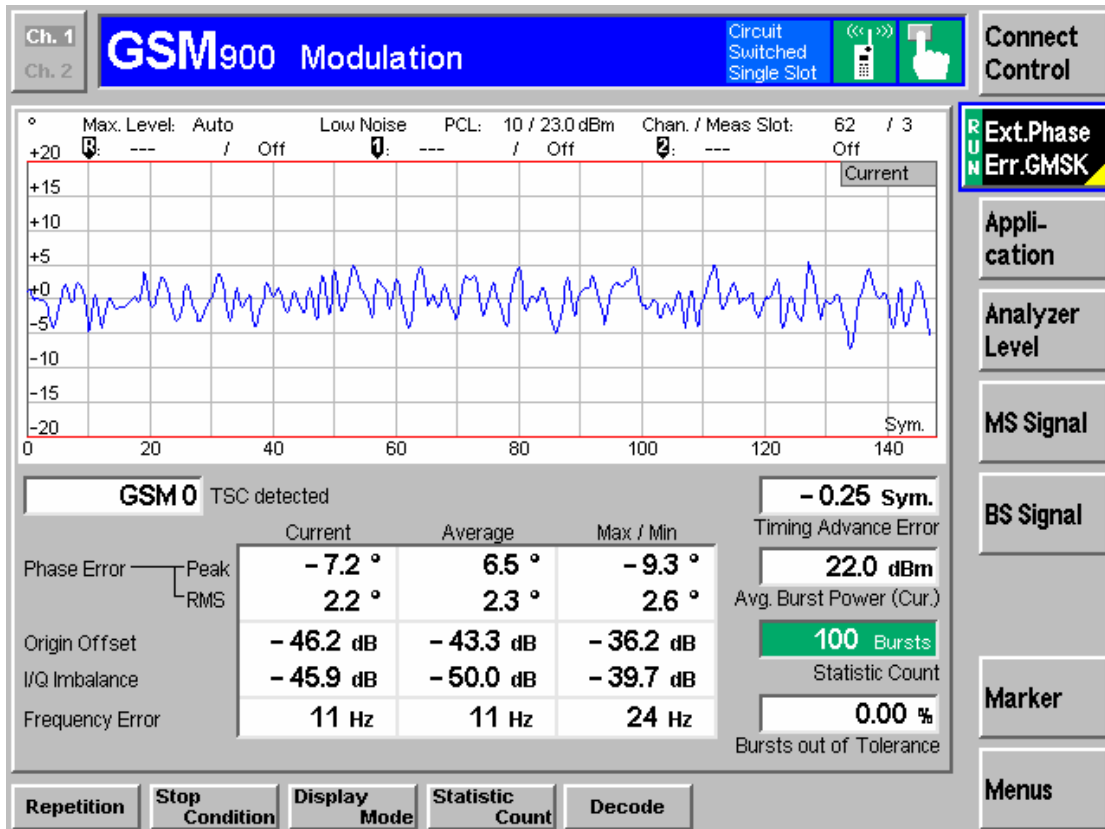 Ch. 1
Ch. 2
GSM900 Modulation
Circuit
Switched
Single Slot
Connect
Control
° Max. Level: Auto Low Noise PCL: 10 / 23.0 dBm Chan. / Meas Slot: 62 / 3
R: --- / Off 1: --- / Off 2: --- Off
Current
+20
+15
+10
+5
+0
-5
-10
-15
-20
Sym.
0 20 40 60 80 100 120 140
RUN
Ext.Phase
Err.GMSK
Appli-
cation
Analyzer
Level
MS Signal
BS Signal
Marker
Menus
GSM 0 TSC detected
Current Average Max / Min
Phase Error Peak - 7.2 ° 6.5 ° - 9.3 °
RMS 2.2 ° 2.3 ° 2.6 °
Origin Offset - 46.2 dB - 43.3 dB - 36.2 dB
I/Q Imbalance - 45.9 dB - 50.0 dB - 39.7 dB
Frequency Error 11 Hz 11 Hz 24 Hz
- 0.25 Sym.
Timing Advance Error
22.0 dBm
Avg. Burst Power (Cur.)
100 Bursts
Statistic Count
0.00 %
Bursts out of Tolerance
Repetition
Stop
Condition
Display
Mode
Statistic
Count
Decode